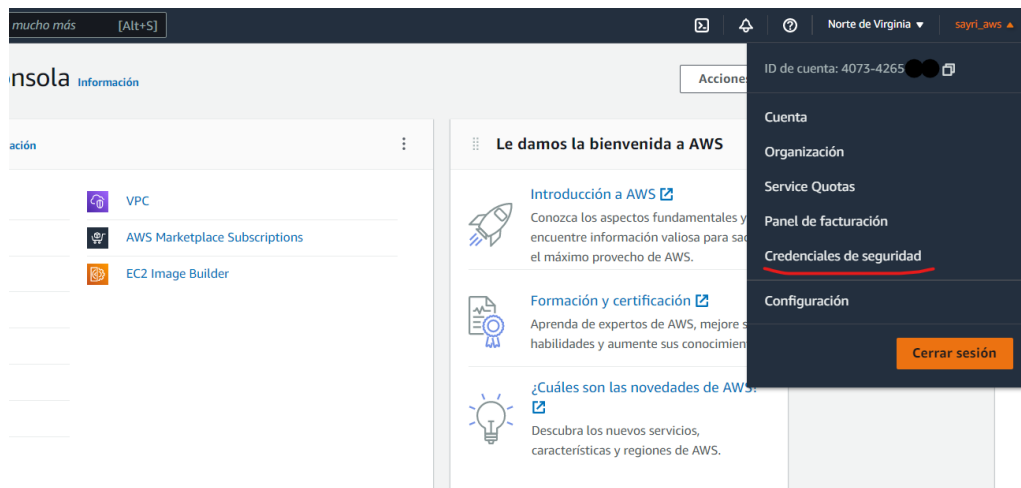 mucho más [Alt+S] Norte de Virginia sayri_aws
onsola Información
Acciones
ID de cuenta: 4073-4265
Cuenta
Organización
Service Quotas
Panel de facturación
Credenciales de seguridad
Configuración
Cerrar sesión
ación
VPC
AWS Marketplace Subscriptions
EC2 Image Builder
Le damos la bienvenida a AWS
Introducción a AWS
Conozca los aspectos fundamentales y
encuentre información valiosa para sac
el máximo provecho de AWS.
Formación y certificación
Aprenda de expertos de AWS, mejore s
habilidades y aumente sus conocimien
¿Cuáles son las novedades de AWS?
Descubra los nuevos servicios,
características y regiones de AWS.